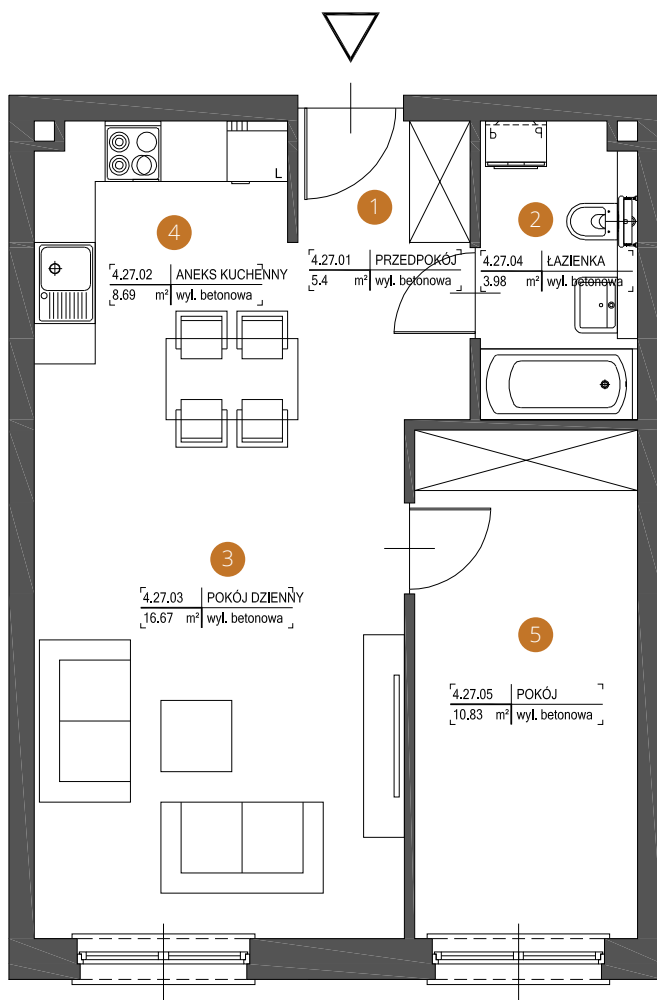 1
2
4
L
b
a
4.27.02 ANEKS KUCHENNY
8.69 m² wyl. betonowa
4.27.01 PRZEDPOKÓJ
5.4 m² wyl. betonowa
4.27.04 ŁAZIENKA
3.98 m² wyl. betonowa
3
4.27.03 POKÓJ DZIENNY
16.67 m² wyl. betonowa
5
4.27.05 POKÓJ
10.83 m² wyl. betonowa